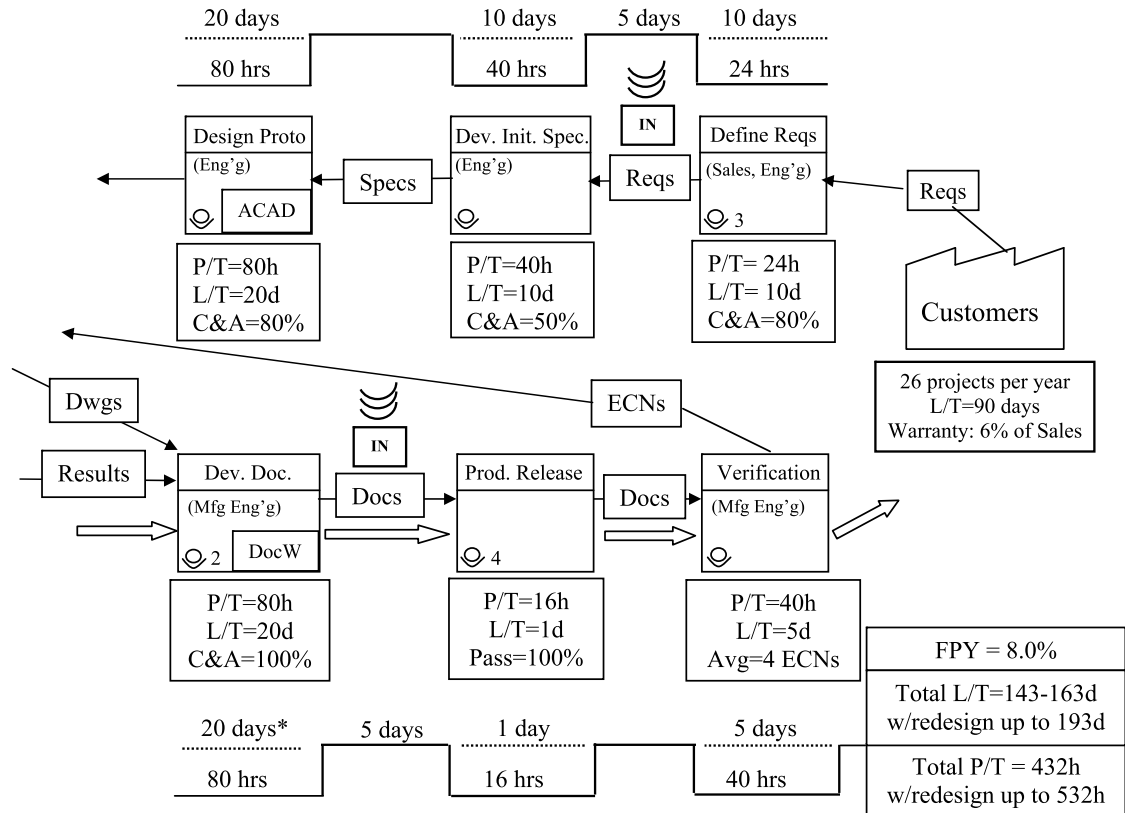 20 days
10 days
5 days
10 days
80 hrs
40 hrs
24 hrs
IN
Design Proto
(Eng'g)
ACAD
Specs
Dev. Init. Spec.
(Eng'g)
Reqs
Define Reqs
(Sales, Eng'g)
3
Reqs
P/T=80h
L/T=20d
C&A=80%
P/T=40h
L/T=10d
C&A=50%
P/T= 24h
L/T= 10d
C&A=80%
Customers
26 projects per year
L/T=90 days
Warranty: 6% of Sales
Dwgs
Results
ECNs
IN
Dev. Doc.
(Mfg Eng'g)
2
DocW
Docs
Prod. Release
4
Docs
Verification
(Mfg Eng'g)
P/T=80h
L/T=20d
C&A=100%
P/T=16h
L/T=1d
Pass=100%
P/T=40h
L/T=5d
Avg=4 ECNs
FPY = 8.0%
Total L/T=143-163d
w/redesign up to 193d
Total P/T = 432h
w/redesign up to 532h
20 days*
5 days
1 day
5 days
80 hrs
16 hrs
40 hrs